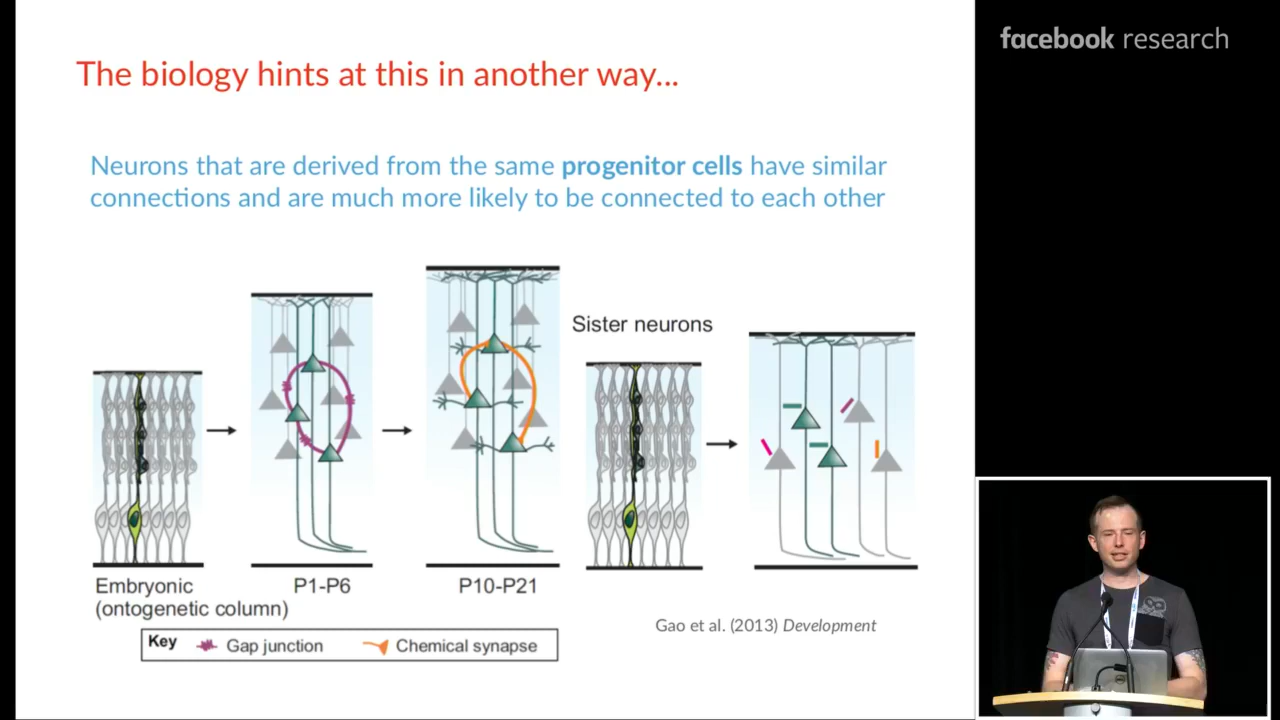 facebook research
The biology hints at this in another way...
Neurons that are derived from the same progenitor cells have similar
connections and are much more likely to be connected to each other
Sister neurons
Embryonic
(ontogenetic column)
P1-P6
P10-P21
Key
Gap junction
Chemical synapse
Gao et al. (2013) Development